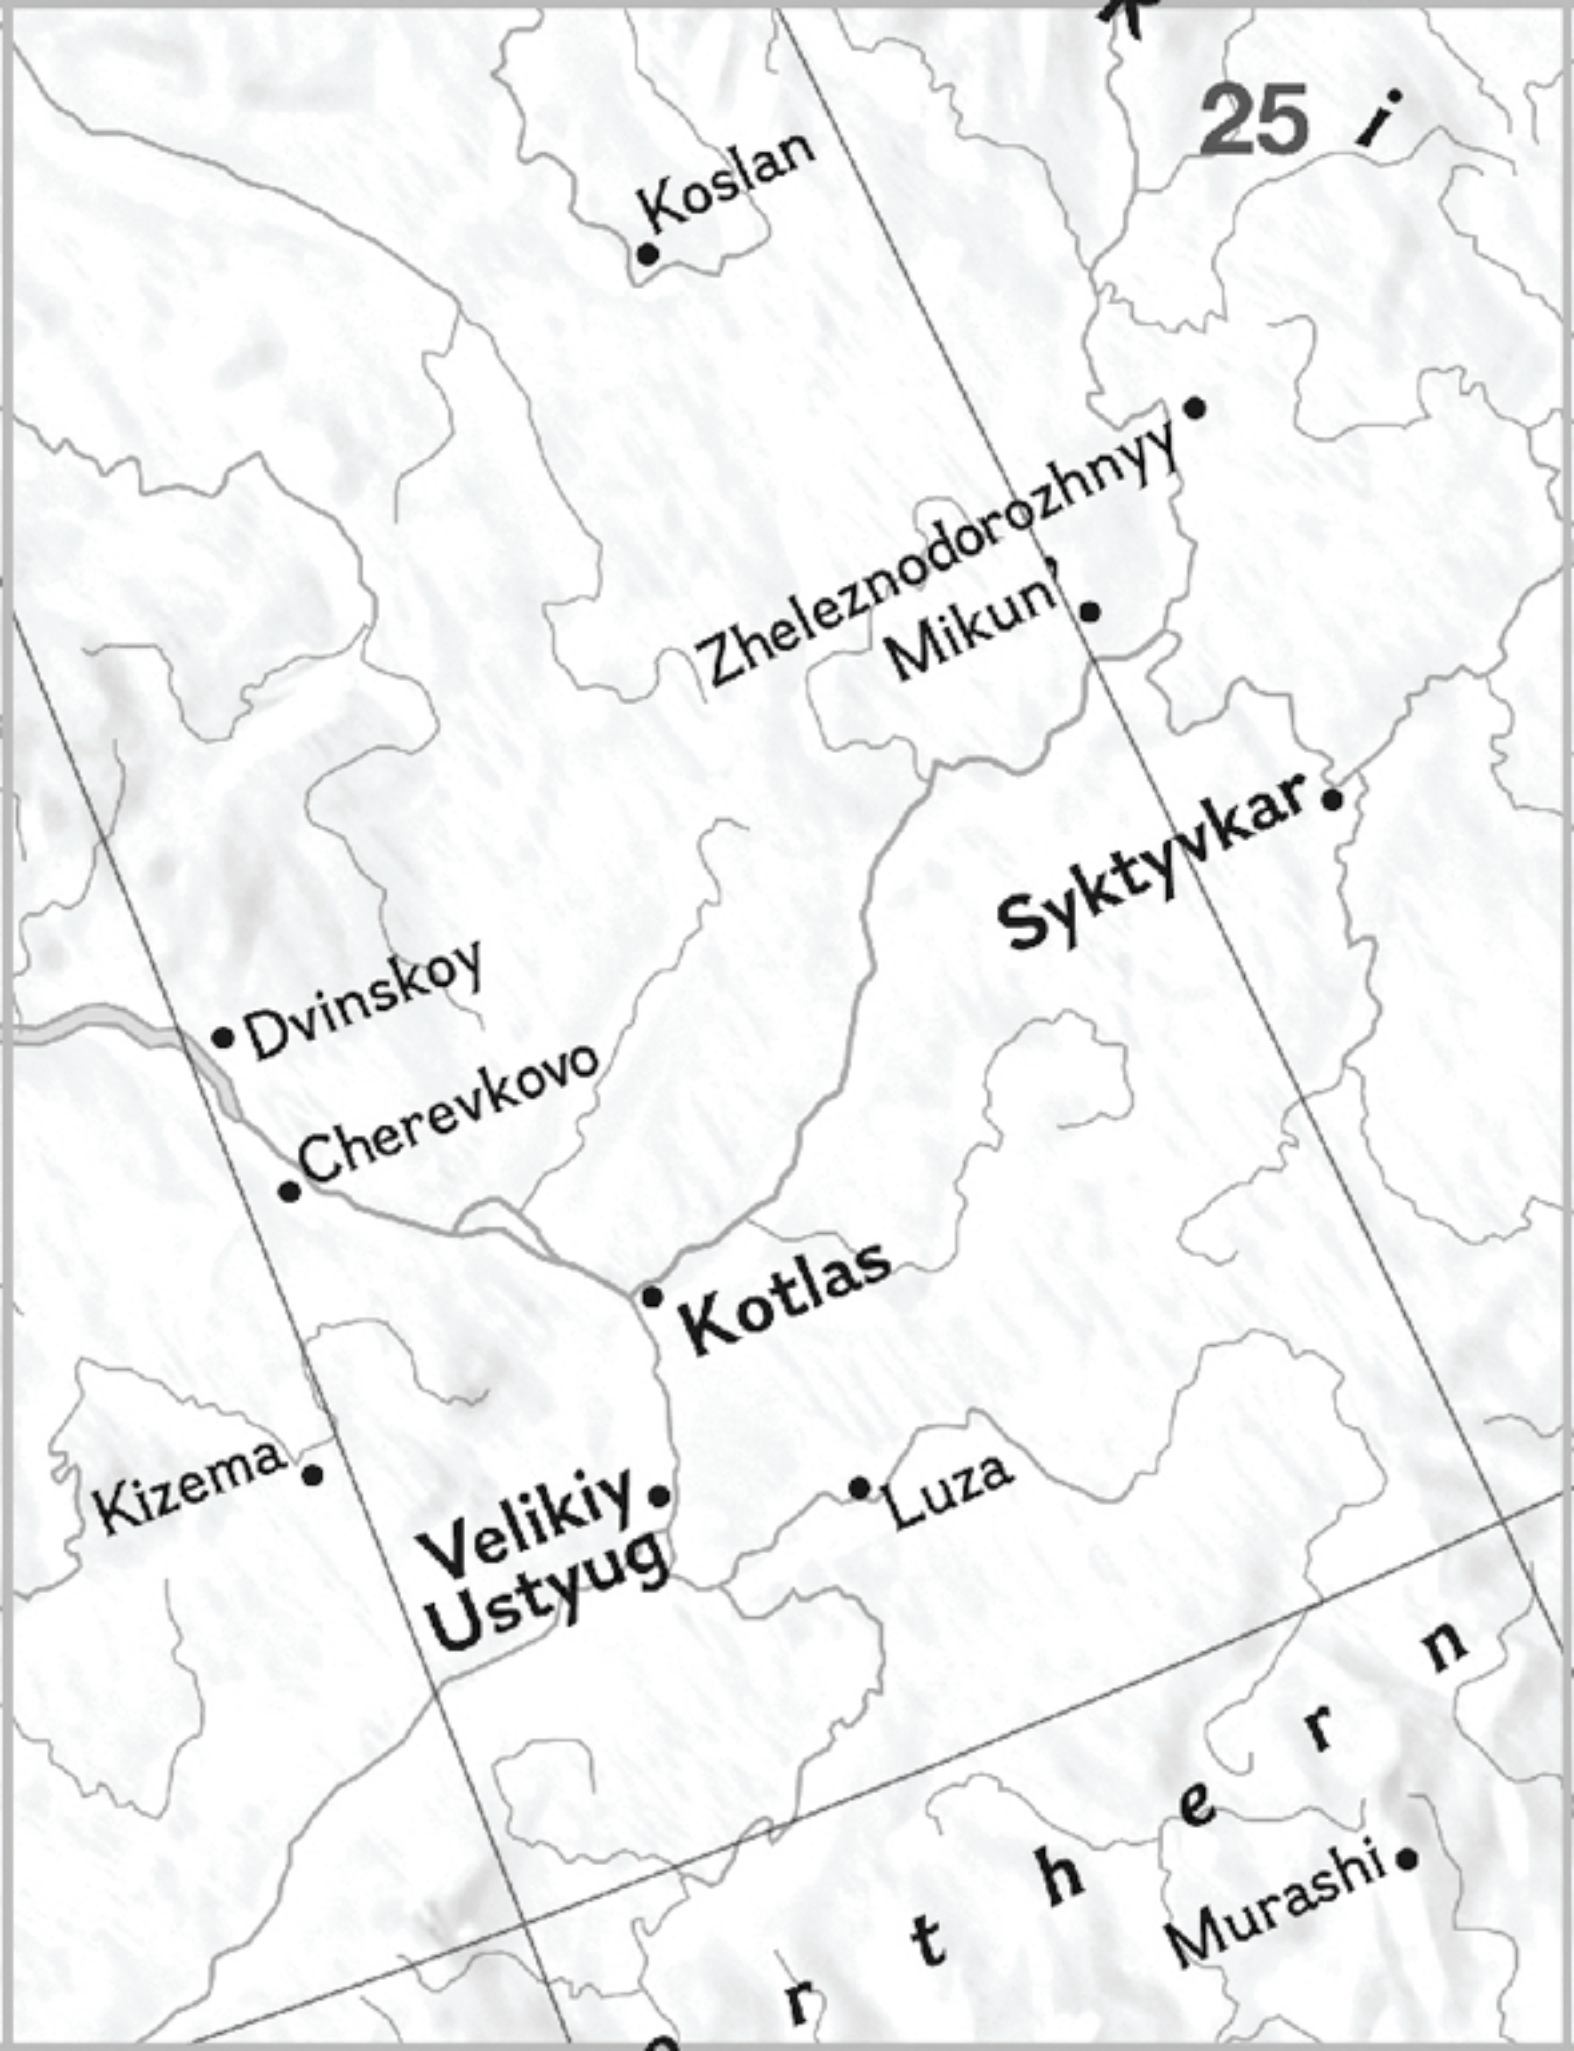 25
i
Koslan
Zheleznodorozhnyy
Mikun'
Syktyvkar
Dvinskoy
Cherevkovo
Kotlas
Kizema
Velikiy
Ustyug
Luza
r t h e r n
Murashi